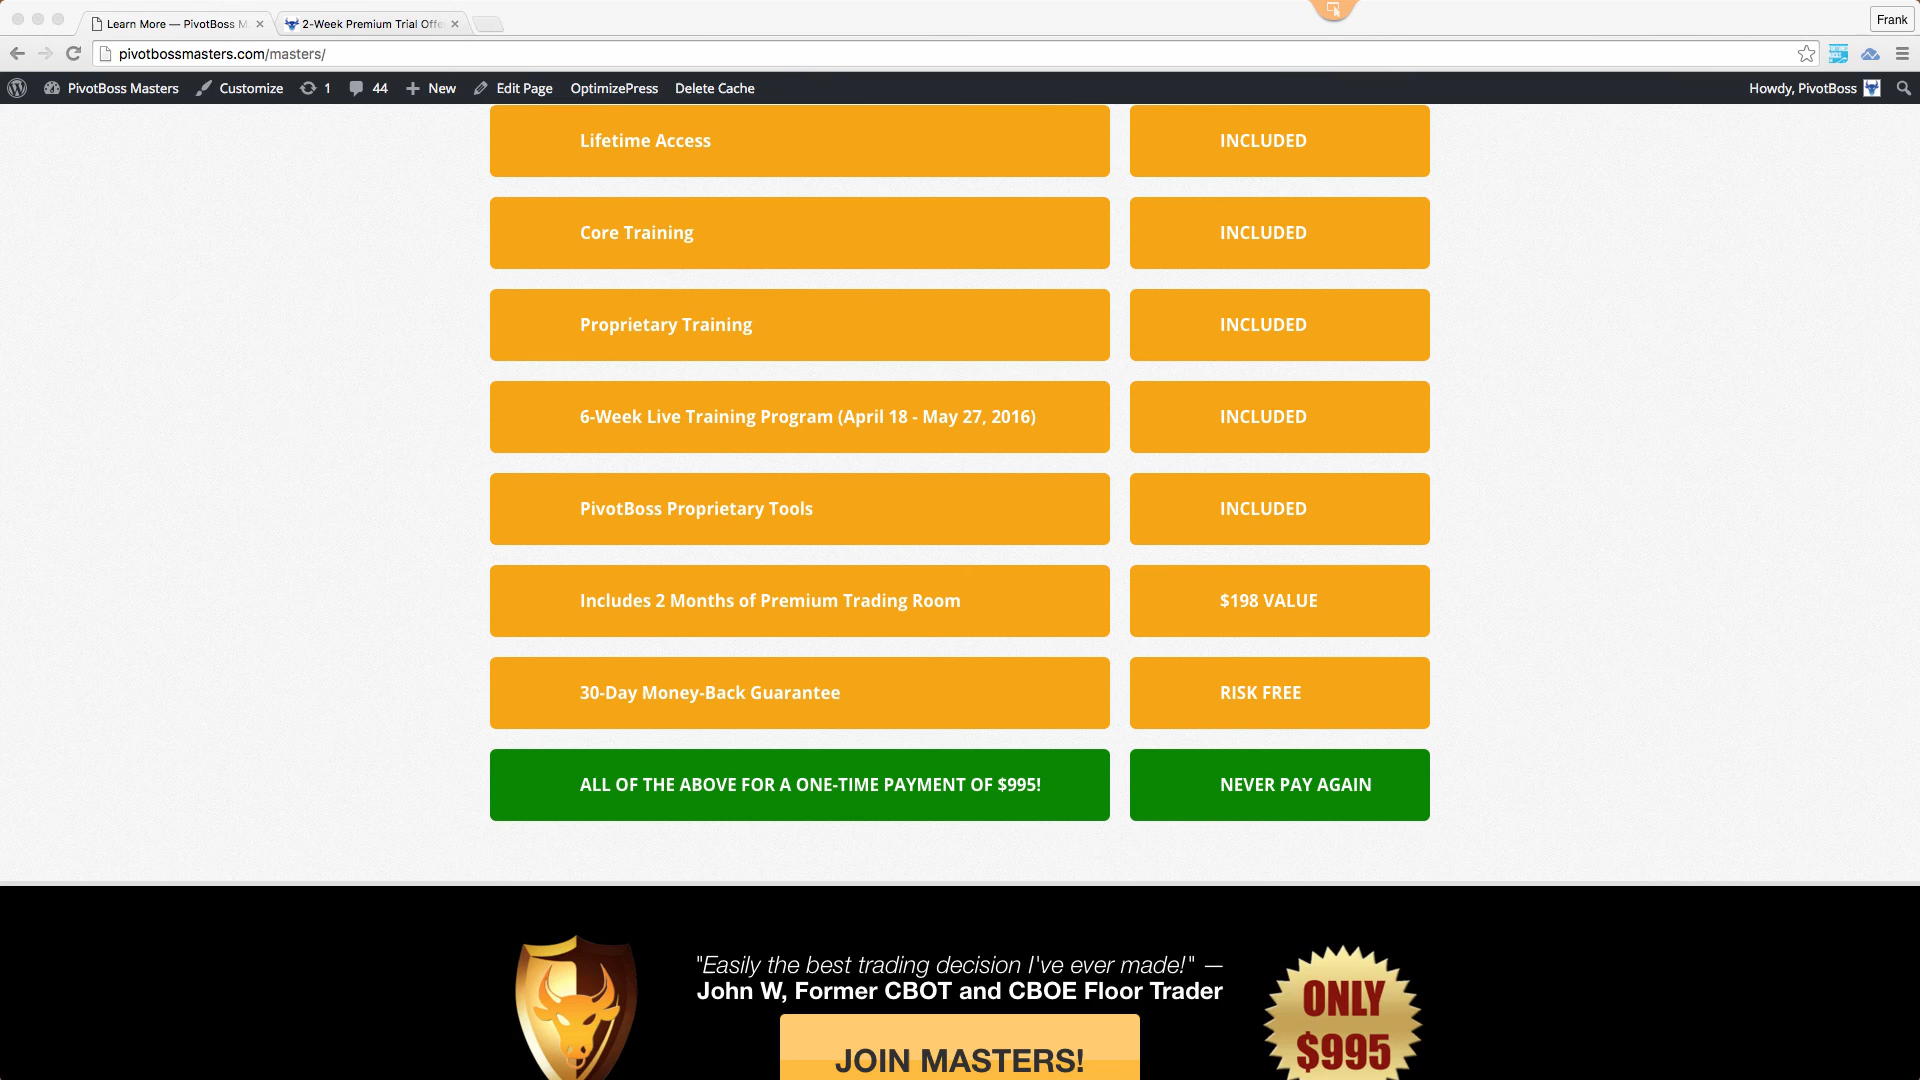 Learn More — PivotBoss M
2-Week Premium Trial Offe
Frank
pivotbossmasters.com/masters/
PivotBoss Masters Customize 1 44 New Edit Page OptimizePress Delete Cache Howdy, PivotBoss
Lifetime Access INCLUDED
Core Training INCLUDED
Proprietary Training INCLUDED
6-Week Live Training Program (April 18 - May 27, 2016) INCLUDED
PivotBoss Proprietary Tools INCLUDED
Includes 2 Months of Premium Trading Room $198 VALUE
30-Day Money-Back Guarantee RISK FREE
ALL OF THE ABOVE FOR A ONE-TIME PAYMENT OF $995! NEVER PAY AGAIN
"Easily the best trading decision I've ever made!" —
John W, Former CBOT and CBOE Floor Trader
JOIN MASTERS!
ONLY
$995